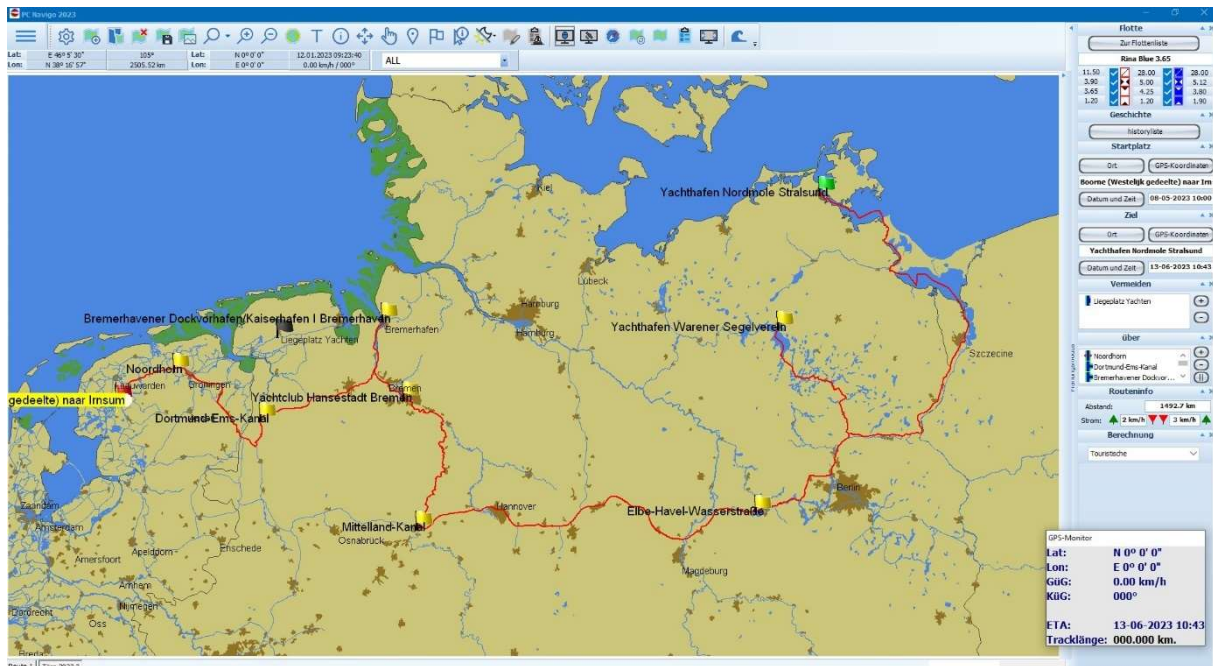 PC Navigo 2023
Lat: E 46º 5' 30" 105º Lat: N 0º 0' 0" 12.01.2023 09:23:40
Lon: N 38º 16' 57" 2505.52 km Lon: E 0º 0' 0" 0.00 km/h / 000º
ALL
Yachthafen Nordmole Stralsund
Kiel
Lübeck
Hamburg
Hamburg
Bremerhavener Dockvorhafen/Kaiserhafen I Bremerhaven
Bremerhafen
Liegeplatz Yachten
Yachthafen Warener Segelverein
Szczecine
Noordhorn
Groningen
gedeelte) naar Irnsum
Yachtclub Hansestadt Bremen
Bremen
Dortmund-Ems-Kanal
Berlin
Zaandam
Amsterdam
Mittelland-Kanal
Osnabrück
Hannover
Elbe-Havel-Wasserstraße
Enschede
Apeldoorn
Amersfoort
Magdeburg
Arnhem
Nijmegen
Dordrecht
Oss
Breda
Flotte
Zur Flottenliste
Rina Blue 3.65
11.50 28.00 28.00
3.90 5.00 5.12
3.65 4.25 3.80
1.20 1.20 1.90
Geschichte
historyliste
Startplatz
Ort GPS-Koordinaten
Boorne (Westelijk gedeelte) naar Irn
Datum und Zeit 08-05-2023 10:00
Ziel
Ort GPS-Koordinaten
Yachthafen Nordmole Stralsund
Datum und Zeit 13-06-2023 10:43
Vermeiden
Liegeplatz Yachten
über
Noordhorn
Dortmund-Ems-Kanal
Bremerhavener Dockvor...
Routeninfo
Abstand: 1492.7 km
Strom: 2 km/h 3 km/h
Berechnung
Touristische
GPS-Monitor
Lat: N 0º 0' 0"
Lon: E 0º 0' 0"
GüG: 0.00 km/h
KüG: 000º
ETA: 13-06-2023 10:43
Tracklänge: 000.000 km.